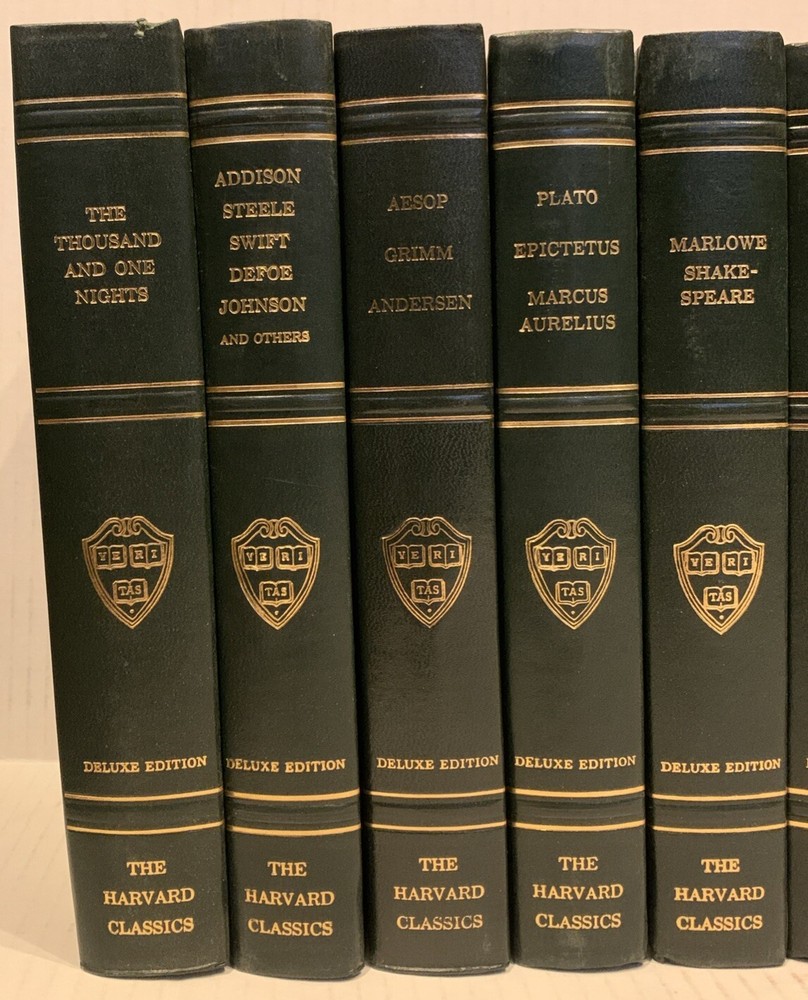 THE
THOUSAND
AND ONE
NIGHTS
VE RI
TAS
DELUXE EDITION
THE
HARVARD
CLASSICS
ADDISON
STEELE
SWIFT
DEFOE
JOHNSON
AND OTHERS
VE RI
TAS
DELUXE EDITION
THE
HARVARD
CLASSICS
AESOP
GRIMM
ANDERSEN
VE RI
TAS
DELUXE EDITION
THE
HARVARD
CLASSICS
PLATO
EPICTETUS
MARCUS
AURELIUS
VE RI
TAS
DELUXE EDITION
THE
HARVARD
CLASSICS
MARLOWE
SHAKE-
SPEARE
VE RI
TAS
DELUXE EDITION
THE
HARVARD
CLASSICS